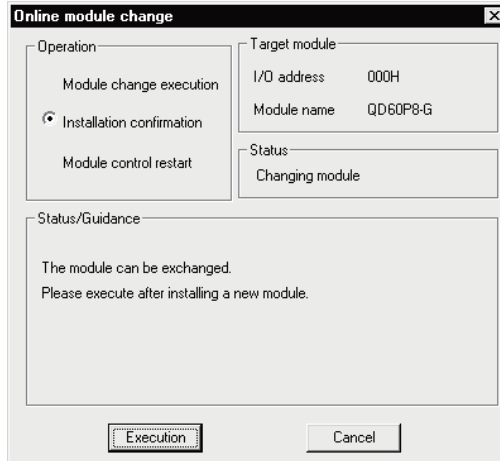 Online module change
Operation
Module change execution
Installation confirmation
Module control restart
Target module
I/O address 000H
Module name QD60P8-G
Status
Changing module
Status/Guidance
The module can be exchanged.
Please execute after installing a new module.
Execution Cancel